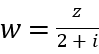 w = z / (2 + i)